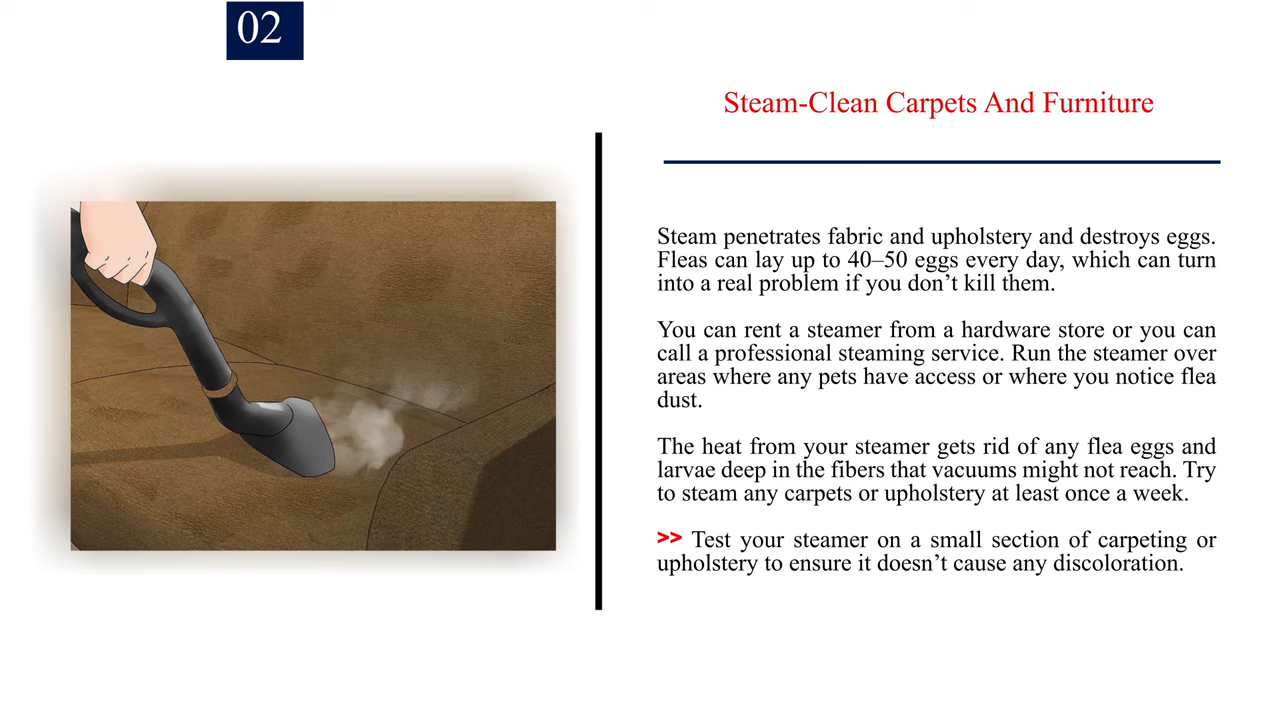 02
Steam-Clean Carpets And Furniture
Steam penetrates fabric and upholstery and destroys eggs.
Fleas can lay up to 40–50 eggs every day, which can turn
into a real problem if you don’t kill them.
You can rent a steamer from a hardware store or you can
call a professional steaming service. Run the steamer over
areas where any pets have access or where you notice flea
dust.
The heat from your steamer gets rid of any flea eggs and
larvae deep in the fibers that vacuums might not reach. Try
to steam any carpets or upholstery at least once a week.
>> Test your steamer on a small section of carpeting or
upholstery to ensure it doesn’t cause any discoloration.